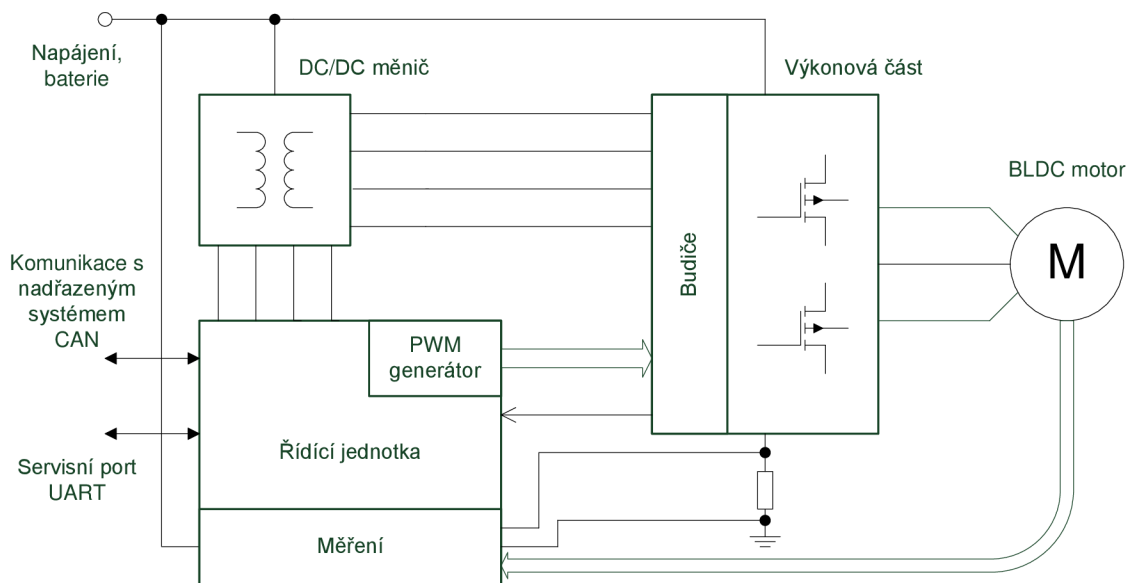 Napájení,
baterie
DC/DC měnič
Výkonová část
BLDC motor
M
Budiče
Komunikace s
nadřazeným
systémem
CAN
PWM
generátor
Řídící jednotka
Servisní port
UART
Měření